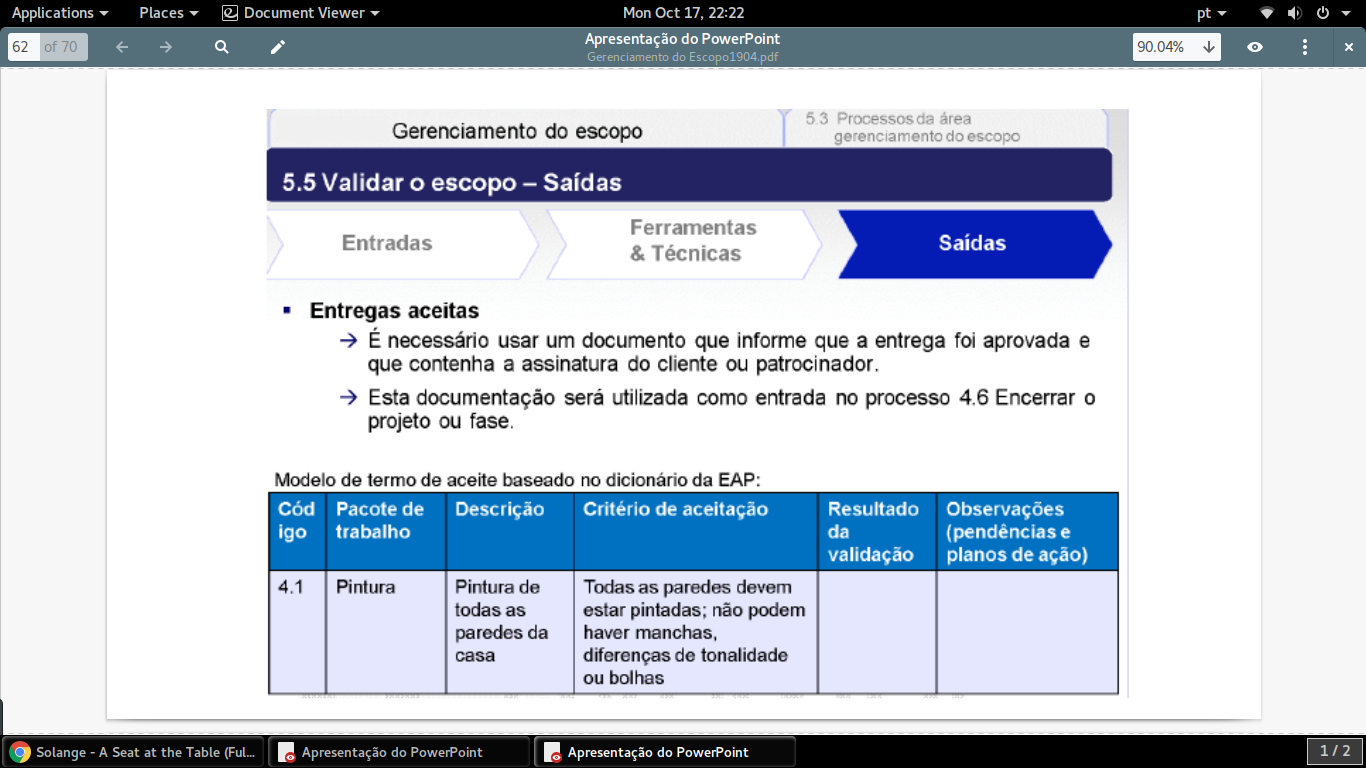 Applications
Places
Document Viewer
Mon Oct 17, 22:22
pt
62 of 70
Apresentação do PowerPoint
Gerenciamento do Escopo1904.pdf
90.04%
Gerenciamento do escopo
5.3 Processos da área
gerenciamento do escopo
5.5 Validar o escopo – Saídas
Entradas
Ferramentas
& Técnicas
Saídas
Entregas aceitas
→ É necessário usar um documento que informe que a entrega foi aprovada e
que contenha a assinatura do cliente ou patrocinador.
→ Esta documentação será utilizada como entrada no processo 4.6 Encerrar o
projeto ou fase.
Modelo de termo de aceite baseado no dicionário da EAP:
Cód
igo
Pacote de
trabalho
Descrição
Critério de aceitação
Resultado
da
validação
Observações
(pendências e
planos de ação)
4.1
Pintura
Pintura de
todas as
paredes da
casa
Todas as paredes devem
estar pintadas; não podem
haver manchas,
diferenças de tonalidade
ou bolhas
Solange - A Seat at the Table (Ful...
Apresentação do PowerPoint
Apresentação do PowerPoint
1 / 2